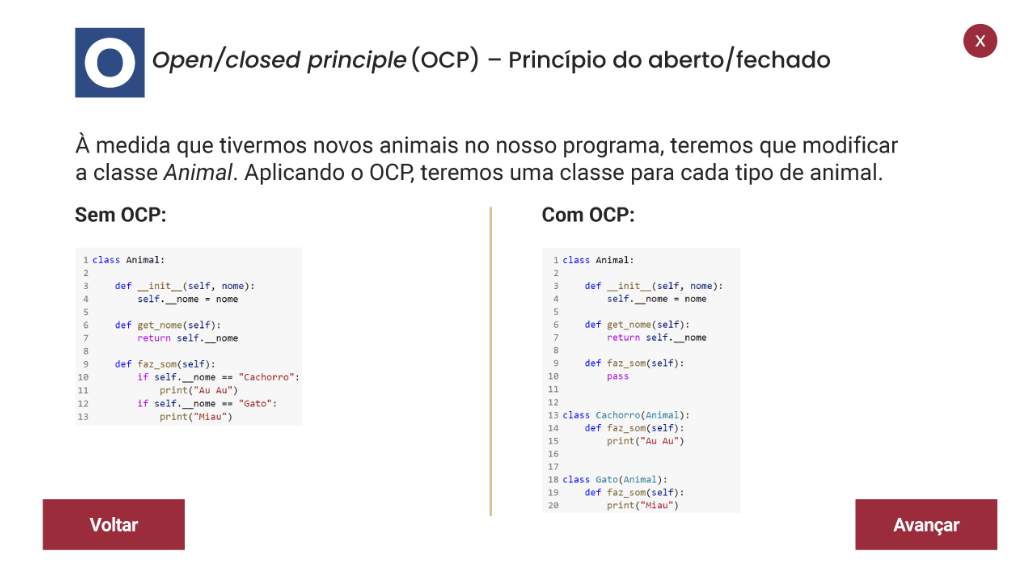 O Open/closed principle (OCP) – Princípio do aberto/fechado
X
À medida que tivermos novos animais no nosso programa, teremos que modificar
a classe Animal. Aplicando o OCP, teremos uma classe para cada tipo de animal.
Sem OCP:
1 class Animal:
2
3     def __init__(self, nome):
4         self.__nome = nome
5
6     def get_nome(self):
7         return self.__nome
8
9     def faz_som(self):
10         if self.__nome == "Cachorro":
11             print("Au Au")
12         if self.__nome == "Gato":
13             print("Miau")
Com OCP:
1 class Animal:
2
3     def __init__(self, nome):
4         self.__nome = nome
5
6     def get_nome(self):
7         return self.__nome
8
9     def faz_som(self):
10         pass
11
12
13 class Cachorro(Animal):
14     def faz_som(self):
15         print("Au Au")
16
17
18 class Gato(Animal):
19     def faz_som(self):
20         print("Miau")
Voltar
Avançar